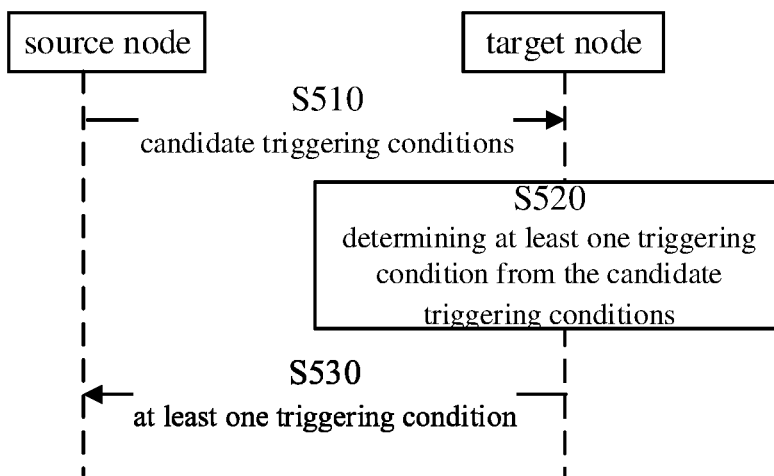 source node
target node
S510
candidate triggering conditions
S520
determining at least one triggering
condition from the candidate
triggering conditions
S530
at least one triggering condition